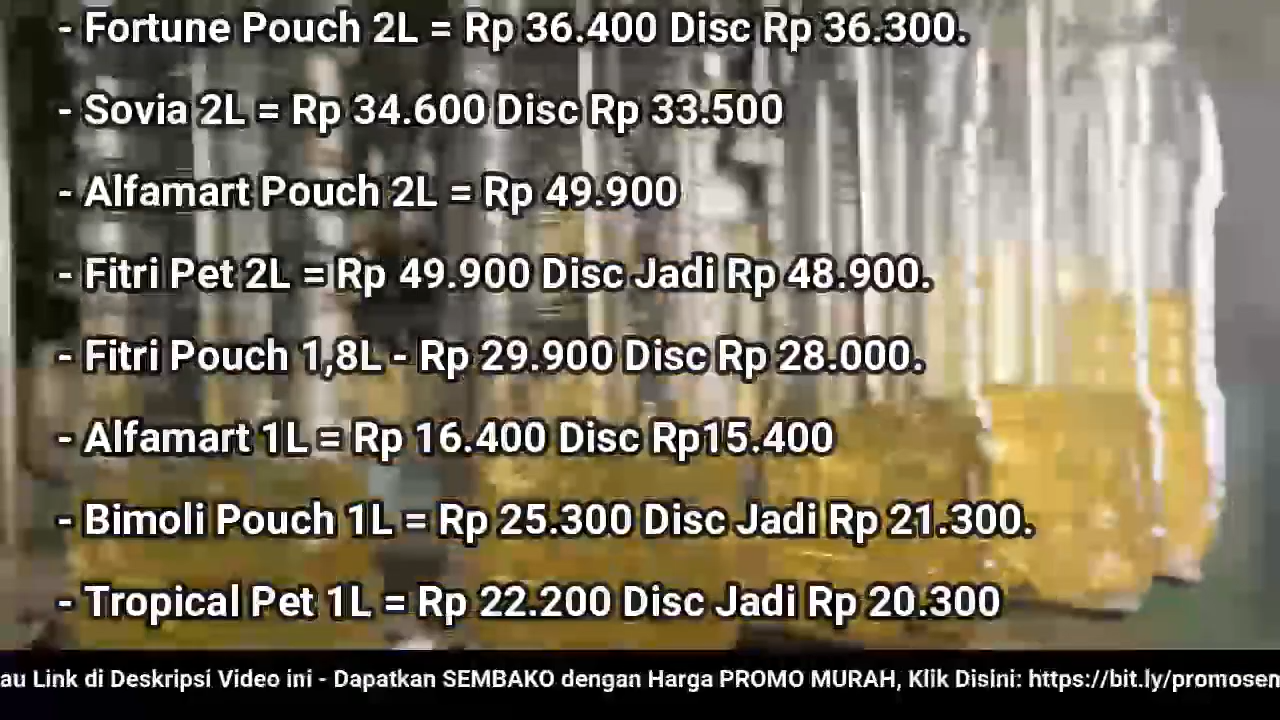 - Fortune Pouch 2L = Rp 36.400 Disc Rp 36.300.
- Sovia 2L = Rp 34.600 Disc Rp 33.500
- Alfamart Pouch 2L = Rp 49.900
- Fitri Pet 2L = Rp 49.900 Disc Jadi Rp 48.900.
- Fitri Pouch 1,8L - Rp 29.900 Disc Rp 28.000.
- Alfamart 1L = Rp 16.400 Disc Rp15.400
- Bimoli Pouch 1L = Rp 25.300 Disc Jadi Rp 21.300.
- Tropical Pet 1L = Rp 22.200 Disc Jadi Rp 20.300
au Link di Deskripsi Video ini - Dapatkan SEMBAKO dengan Harga PROMO MURAH, Klik Disini: https://bit.ly/promosem